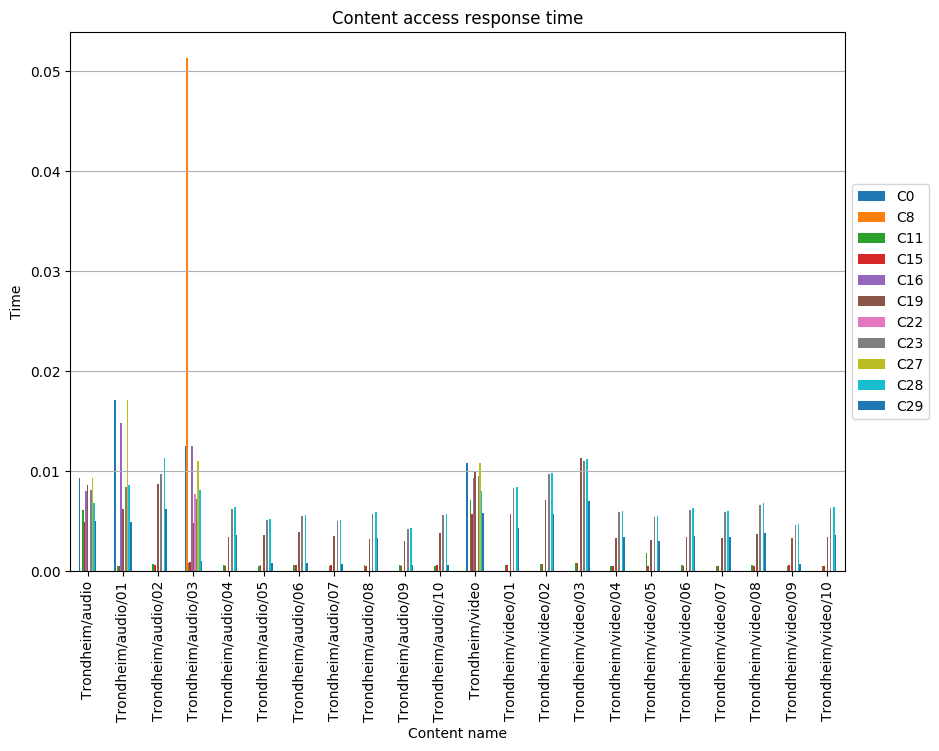 Content access response time
Time
0.05
0.04
0.03
0.02
0.01
0.00
C0
C8
C11
C15
C16
C19
C22
C23
C27
C28
C29
Trondheim/audio
Trondheim/audio/01
Trondheim/audio/02
Trondheim/audio/03
Trondheim/audio/04
Trondheim/audio/05
Trondheim/audio/06
Trondheim/audio/07
Trondheim/audio/08
Trondheim/audio/09
Trondheim/audio/10
Trondheim/video
Trondheim/video/01
Trondheim/video/02
Trondheim/video/03
Trondheim/video/04
Trondheim/video/05
Trondheim/video/06
Trondheim/video/07
Trondheim/video/08
Trondheim/video/09
Trondheim/video/10
Content name